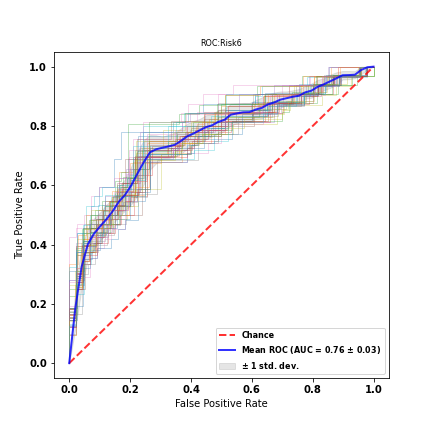 ROC:Risk6
1.0
0.8
0.6
0.4
0.2
0.0
True Positive Rate
0.0 0.2 0.4 0.6 0.8 1.0
False Positive Rate
Chance
Mean ROC (AUC = 0.76 ± 0.03)
± 1 std. dev.